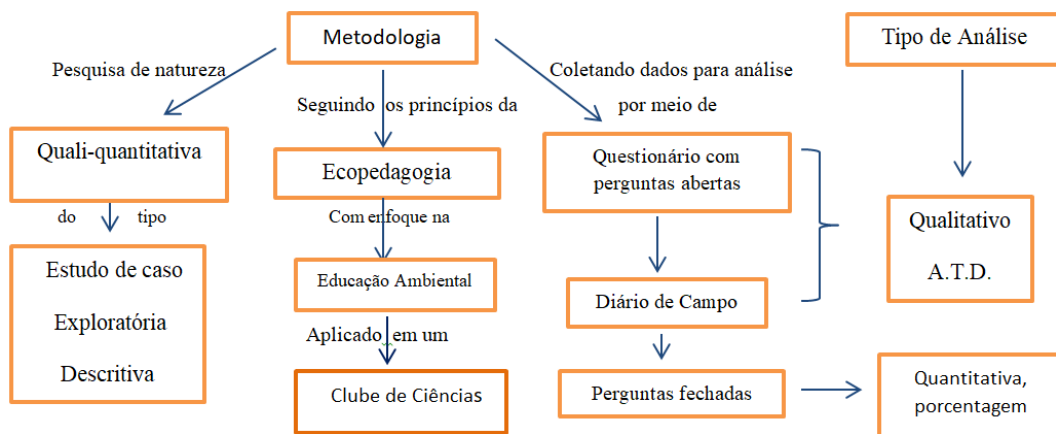 Metodologia
Tipo de Análise
Pesquisa de natureza
Coletando dados para análise
por meio de
Seguindo os princípios da
Quali-quantitativa
Ecopedagogia
Questionário com
perguntas abertas
do tipo
Com enfoque na
Qualitativo
A.T.D.
Estudo de caso
Exploratória
Descritiva
Educação Ambiental
Diário de Campo
Aplicado em um
Clube de Ciências
Perguntas fechadas
Quantitativa,
porcentagem